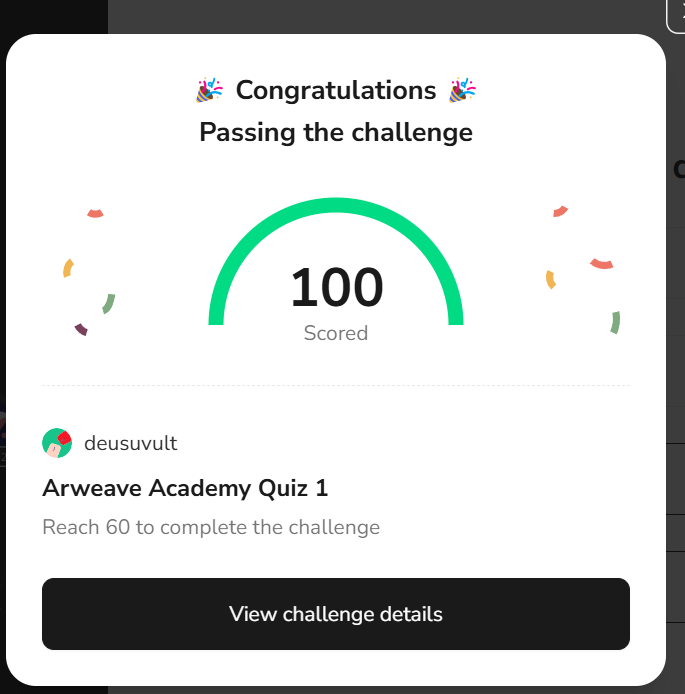 🎉 Congratulations 🎉
Passing the challenge
100
Scored
deusuvult
Arweave Academy Quiz 1
Reach 60 to complete the challenge
View challenge details